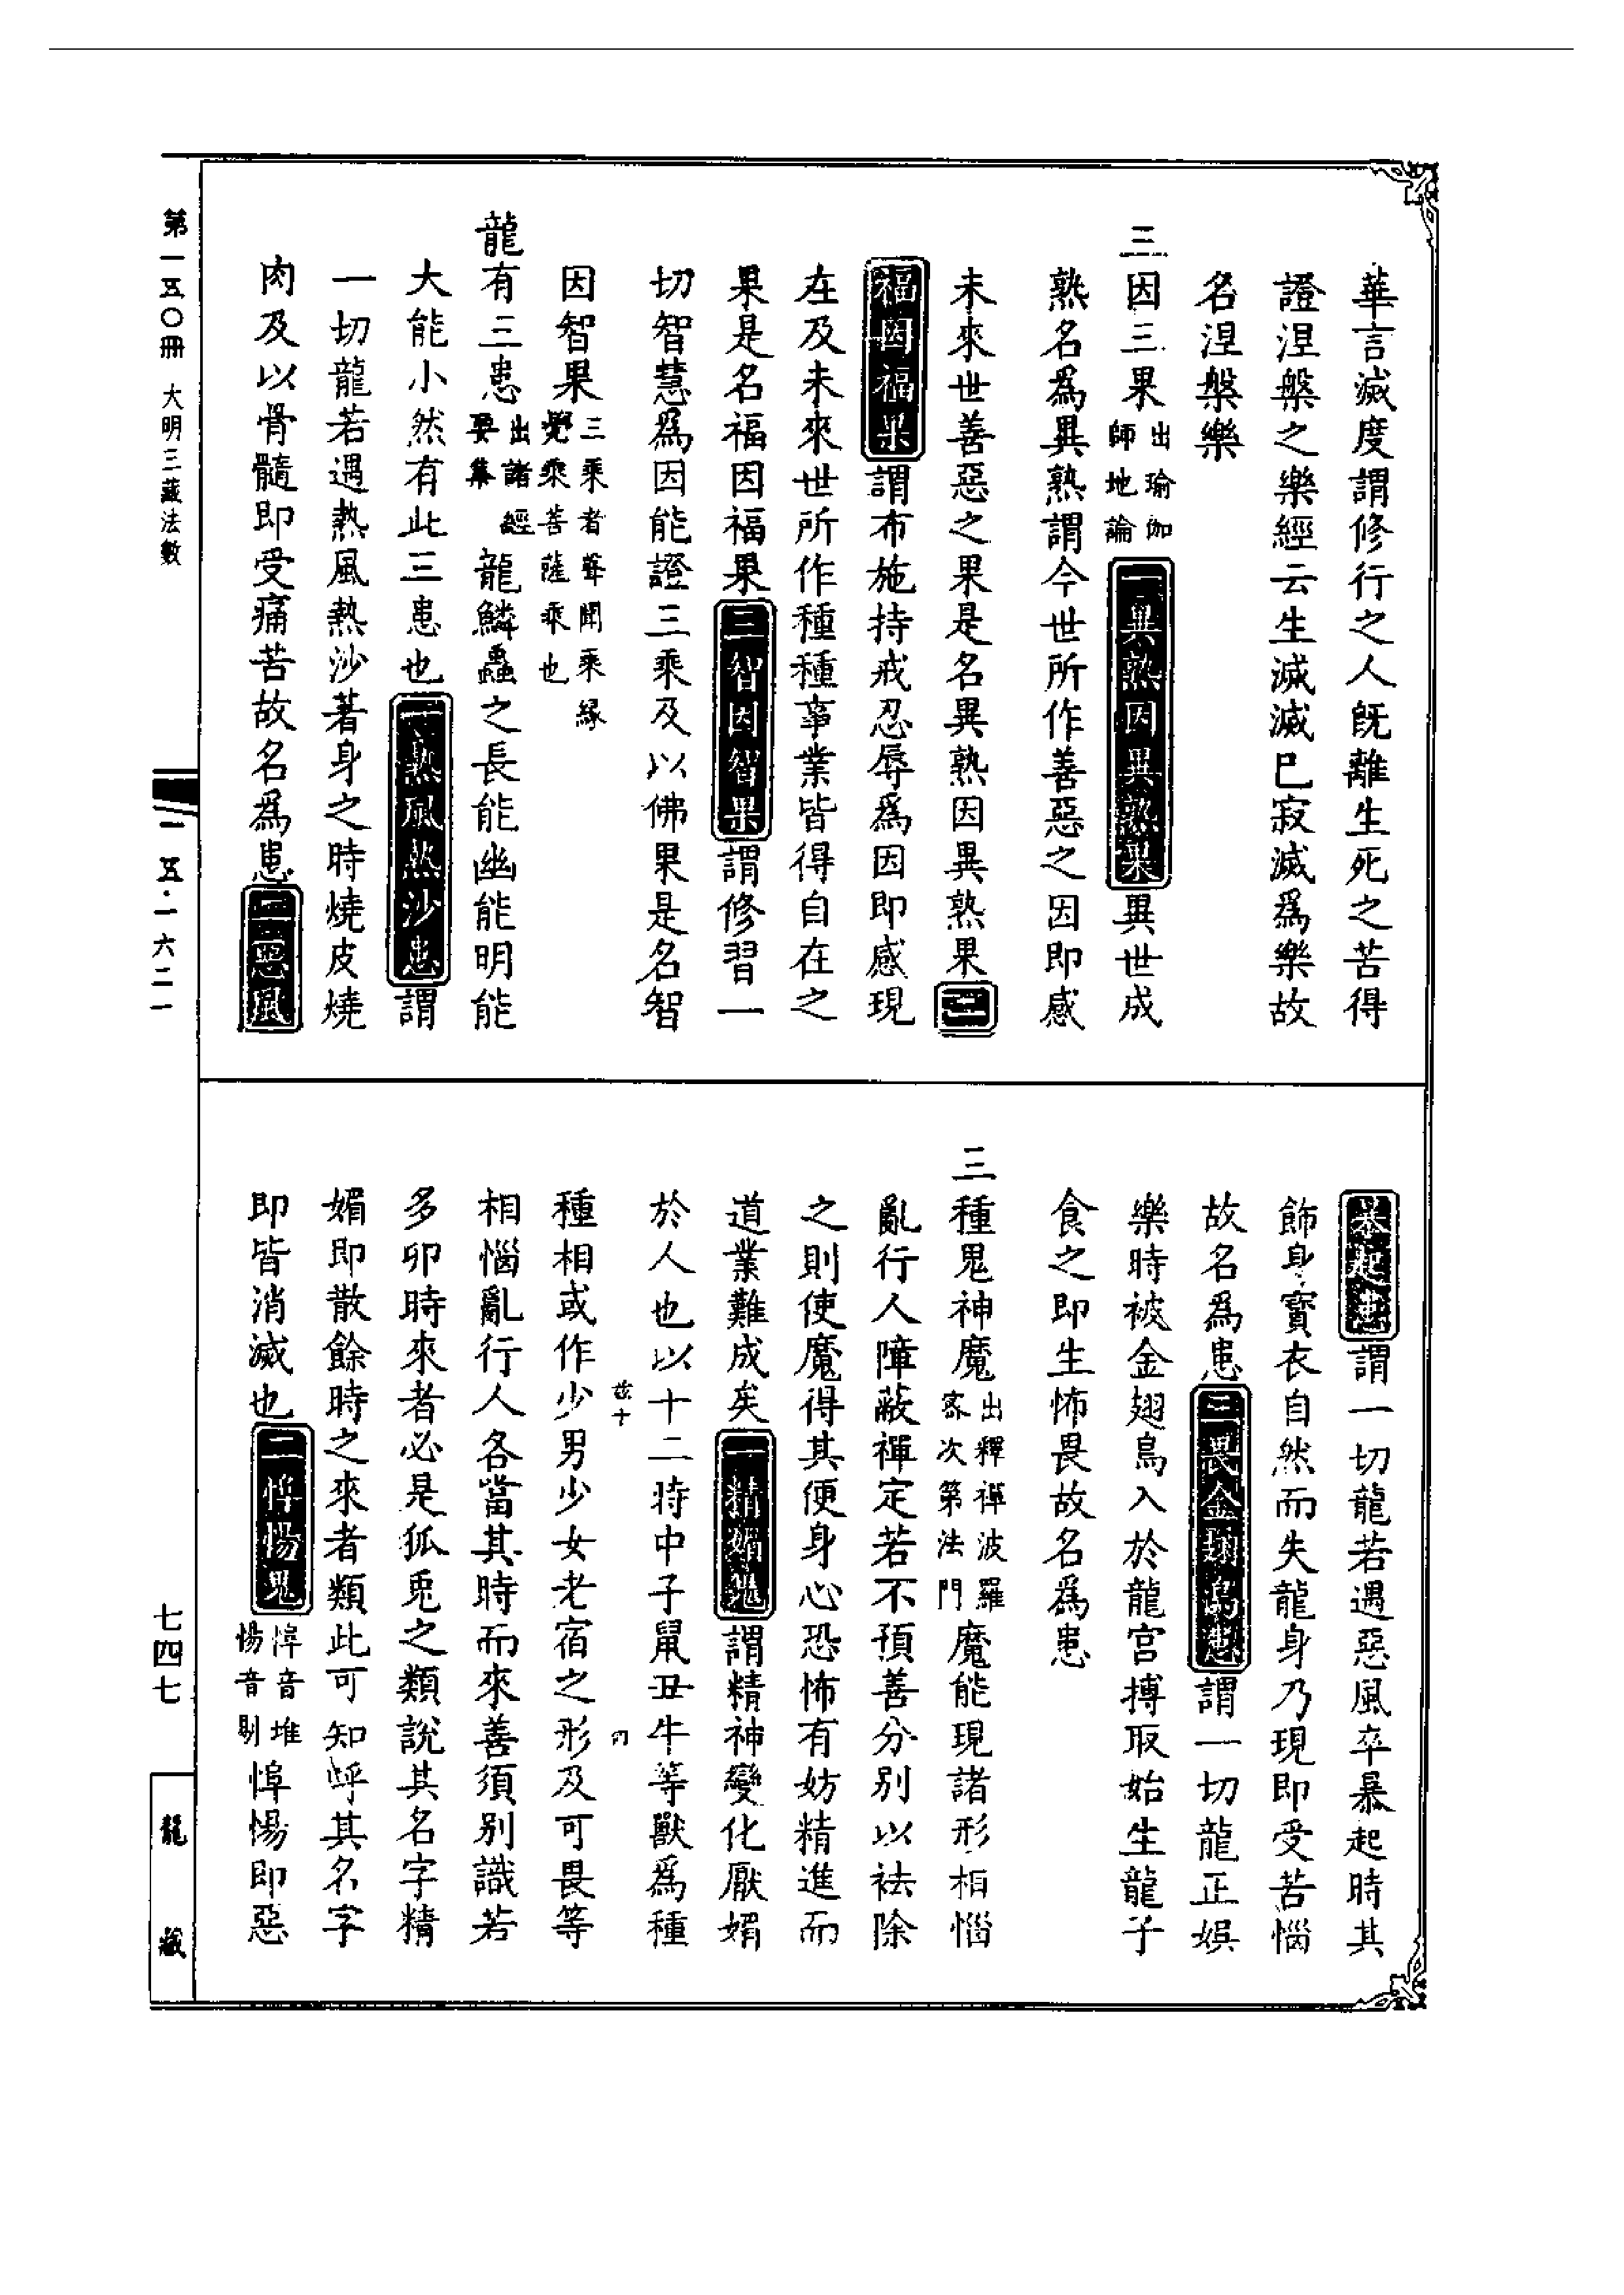 華言滅度謂修行之人旣離生死之苦得
證涅槃之樂經云生滅滅已寂滅爲樂故
名涅槃樂
三因三果出瑜伽師地論一異熟因異熟果異世成
熟名爲異熟謂今世所作善惡之因即感
未來世善惡之果是名異熟因異熟果二
福因福果謂布施持戒忍辱爲因即感現
在及未來世所作種種事業皆得自在之
果是名福因福果三智因智果謂修習一
切智慧爲因能證三乘及以佛果是名智
因智果三乘者聲聞乘緣覺乘菩薩乘也
龍有三患出諸經要集龍鱗蟲之長能幽能明能
大能小然有此三患也一熱風熱沙患謂
一切龍若遇熱風熱沙著身之時燒皮燒
肉及以骨髓即受痛苦故名爲患二惡風
暴起患謂一切龍若遇惡風卒暴起時其
飾身寶衣自然而失龍身乃現即受苦惱
故名爲患三畏金翅鳥患謂一切龍正娛
樂時被金翅鳥入於龍宮搏取始生龍子
食之即生怖畏故名爲患
三種鬼神魔出釋禪波羅密次第法門魔能現諸形相惱
亂行人障蔽禪定若不預善分別以祛除
之則使魔得其便身心恐怖有妨精進而
道業難成矣一精媚鬼謂精神變化厭媚
於人也以十二時中子鼠丑牛等獸爲種
種相或作少男少女老宿之形及可畏等
相惱亂行人各當其時而來善須別識若
多卯時來者必是狐兎之類說其名字精
媚即散餘時之來者類此可知呼其名字
即皆消滅也二㥆惕鬼㥆音堆惕音剔㥆惕即惡
第一五〇冊 大明三藏法數
一一五·一六二一
七四七
龍藏